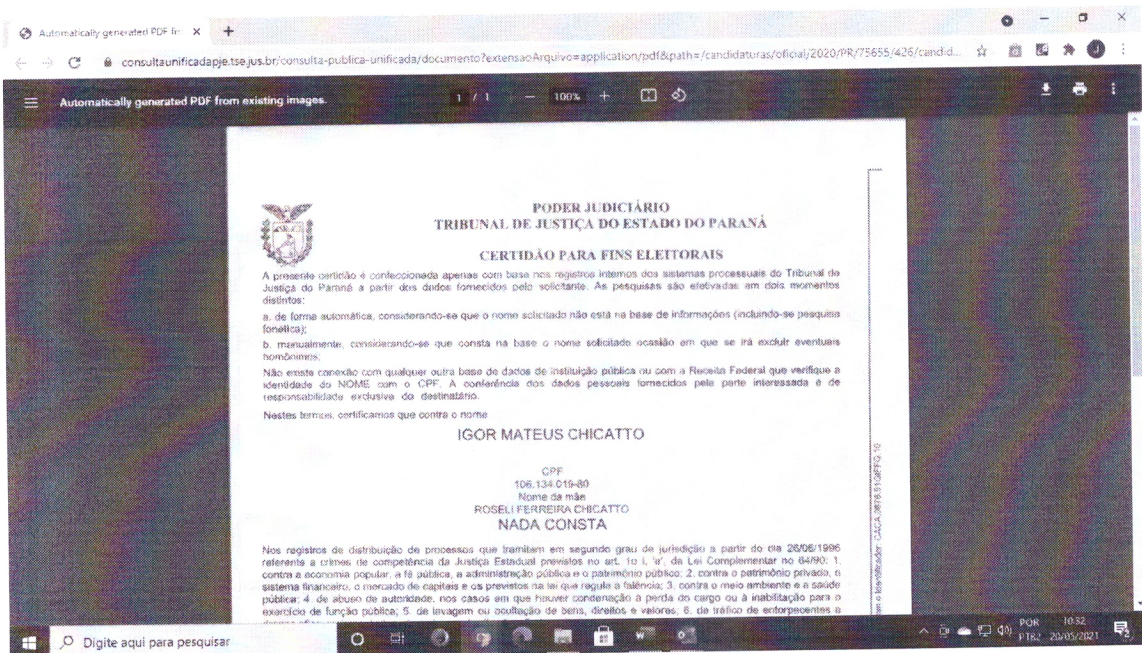 Automatically generated PDF fr
consultaunificadapje.tse.jus.br/consulta-publica-unificada/documento?extensaoArquivo=application/pdf&path=/candidaturas/oficial/2020/PR/75655/426/candid...
J
Automatically generated PDF from existing images.
1 / 1
100%
PODER JUDICIÁRIO
TRIBUNAL DE JUSTIÇA DO ESTADO DO PARANÁ
CERTIDÃO PARA FINS ELEITORAIS
A presente certidão é confeccionada apenas com base nos registros internos dos sistemas processuais do Tribunal de
Justiça do Paraná a partir dos dados fornecidos pelo solicitante. As pesquisas são efetivadas em dois momentos
distintos:
a. de forma automática, considerando-se que o nome solicitado não está na base de informações (incluindo-se pesquisa
fonética);
b. manualmente, considerando-se que consta na base o nome solicitado ocasião em que se irá excluir eventuais
homônimos;
Não existe conexão com qualquer outra base de dados de instituição pública ou com a Receita Federal que verifique a
identidade do NOME com o CPF. A conferência dos dados pessoais fornecidos pela parte interessada é de
responsabilidade exclusiva do destinatário.
Nestes termos, certificamos que contra o nome
IGOR MATEUS CHICATTO
CPF
106.134.019-80
Nome da mãe
ROSELI FERREIRA CHICATTO
NADA CONSTA
Nos registros de distribuição de processos que tramitam em segundo grau de jurisdição a partir do dia 26/06/1996
referente a crimes de competência da Justiça Estadual previstos no art. 1o I, 'e', da Lei Complementar no 64/90: 1.
contra a economia popular, a fé pública, a administração pública e o patrimônio público; 2. contra o patrimônio privado, o
sistema financeiro, o mercado de capitais e os previstos na lei que regula a falência; 3. contra o meio ambiente e a saúde
pública; 4. de abuso de autoridade, nos casos em que houver condenação à perda do cargo ou à inabilitação para o
exercício de função pública; 5. de lavagem ou ocultação de bens, direitos e valores; 6. de tráfico de entorpecentes e
Digite aqui para pesquisar
POR
PTB2
10:32
20/05/2021
2